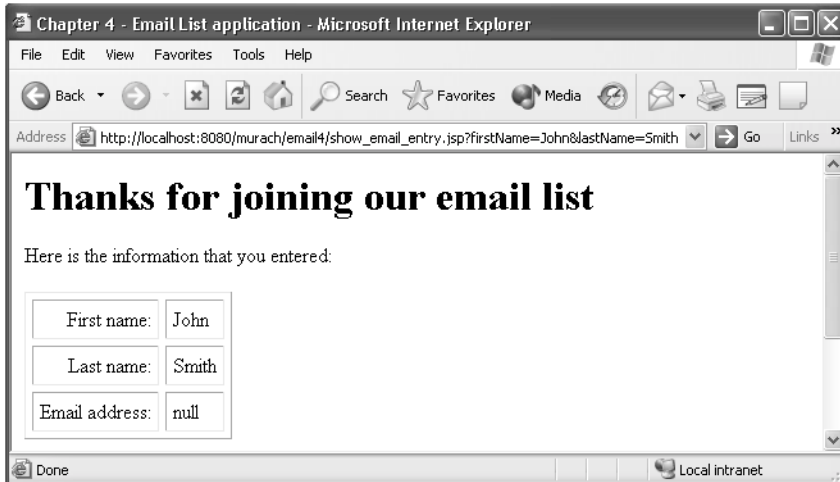 Chapter 4 - Email List application - Microsoft Internet Explorer
File Edit View Favorites Tools Help
Back Search Favorites Media
Address http://localhost:8080/murach/email4/show_email_entry.jsp?firstName=John&lastName=Smith Go Links »
Thanks for joining our email list
Here is the information that you entered:
First name: John
Last name: Smith
Email address: null
Done Local intranet